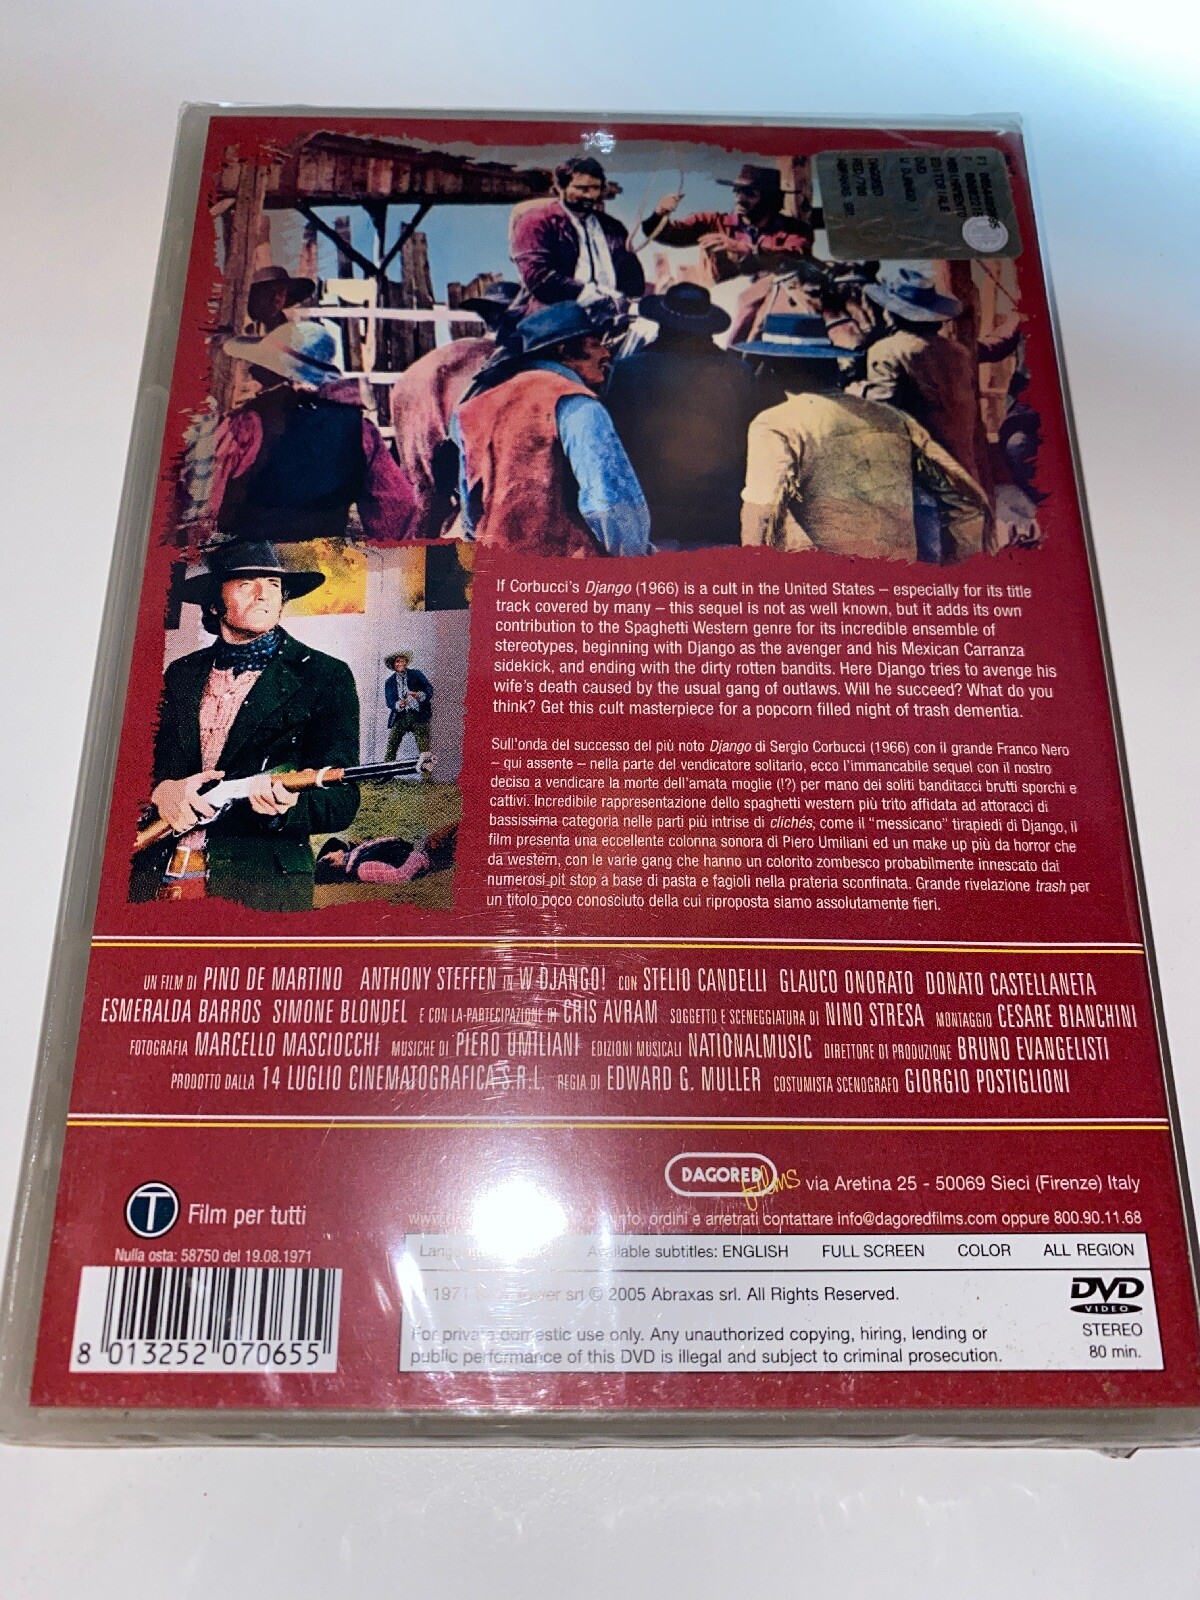 If Corbucci's Django (1966) is a cult in the United States – especially for its title
track covered by many – this sequel is not as well known, but it adds its own
contribution to the Spaghetti Western genre for its incredible ensemble of
stereotypes, beginning with Django as the avenger and his Mexican Carranza
sidekick, and ending with the dirty rotten bandits. Here Django tries to avenge his
wife's death caused by the usual gang of outlaws. Will he succeed? What do you
think? Get this cult masterpiece for a popcorn filled night of trash dementia.
Sull'onda del successo del più noto Django di Sergio Corbucci (1966) con il grande Franco Nero
– qui assente – nella parte del vendicatore solitario, ecco l'immancabile sequel con il nostro
deciso a vendicare la morte dell'amata moglie (!?) per mano dei soliti banditacci brutti sporchi e
cattivi. Incredibile rappresentazione dello spaghetti western più trito affidata ad attoracci di
bassissima categoria nelle parti più intrise di clichés, come il "messicano" tirapiedi di Django, il
film presenta una eccellente colonna sonora di Piero Umiliani ed un make up più da horror che
da western, con le varie gang che hanno un colorito zombesco probabilmente innescato dai
numerosi pit stop a base di pasta e fagioli nella prateria sconfinata. Grande rivelazione trash per
un titolo poco conosciuto della cui riproposta siamo assolutamente fieri.
UN FILM DI PINO DE MARTINO ANTHONY STEFFEN IN W DJANGO! CON STELIO CANDELLI GLAUCO ONORATO DONATO CASTELLANETA
ESMERALDA BARROS SIMONE BLONDEL E CON LA PARTECIPAZIONE DI CRIS AVRAM SOGGETTO E SCENEGGIATURA DI NINO STRESA MONTAGGIO CESARE BIANCHINI
FOTOGRAFIA MARCELLO MASCIOCCHI MUSICHE DI PIERO UMILIANI EDIZIONI MUSICALI NATIONALMUSIC DIRETTORE DI PRODUZIONE BRUNO EVANGELISTI
PRODOTTO DALLA 14 LUGLIO CINEMATOGRAFICA S.R.L. REGIA DI EDWARD G. MULLER COSTUMISTA SCENOGRAFO GIORGIO POSTIGLIONI
DAGORED films via Aretina 25 - 50069 Sieci (Firenze) Italy
ordini e arretrati contattare info@dagoredfilms.com oppure 800.90.11.68
T Film per tutti
Nulla osta: 58750 del 19.08.1971
8 013252 070655
Available subtitles: ENGLISH FULL SCREEN COLOR ALL REGION
1971 srl © 2005 Abraxas srl. All Rights Reserved.
For private domestic use only. Any unauthorized copying, hiring, lending or
public performance of this DVD is illegal and subject to criminal prosecution.
DVD
VIDEO
STEREO
80 min.